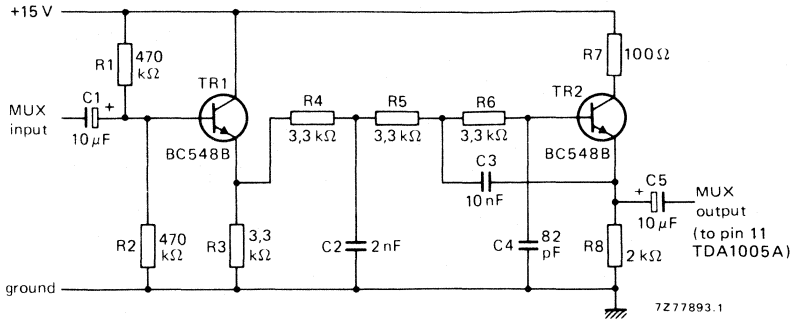 +15 V
R1
470
kΩ
C1
+
10 μF
MUX
input
TR1
BC548B
R2
470
kΩ
R3
3,3
kΩ
R4
3,3 kΩ
R5
3,3 kΩ
R6
3,3 kΩ
C2
2 nF
C3
10 nF
C4
82
pF
TR2
BC548B
R7
100 Ω
R8
2 kΩ
+
C5
10 μF
MUX
output
(to pin 11
TDA1005A)
ground
7Z77893.1